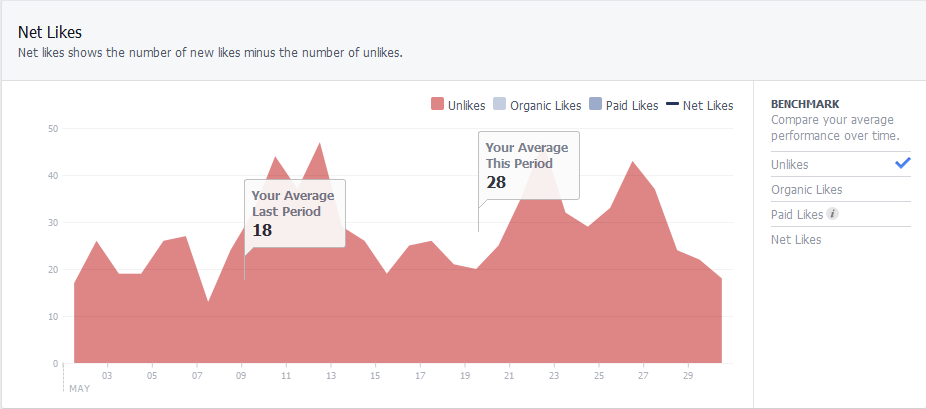 Net Likes
Net likes shows the number of new likes minus the number of unlikes.
Unlikes Organic Likes Paid Likes Net Likes
50
40
30
20
10
0
Your Average
Last Period
18
Your Average
This Period
28
03 05 07 09 11 13 15 17 19 21 23 25 27 29
MAY
BENCHMARK
Compare your average
performance over time.
Unlikes
Organic Likes
Paid Likes i
Net Likes